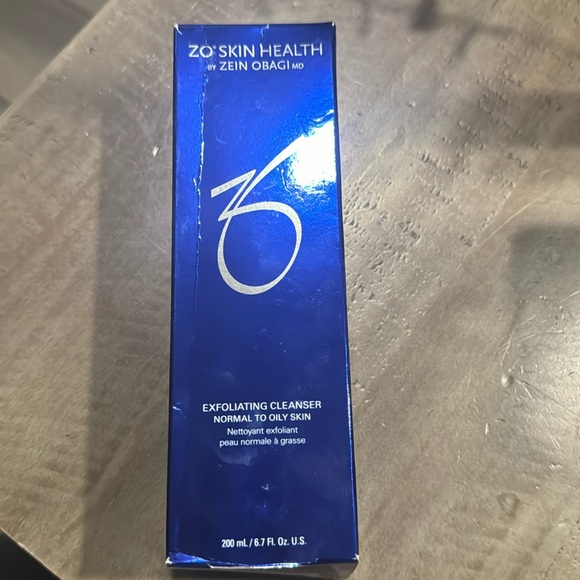 ZO® SKIN HEALTH
BY ZEIN OBAGI MD
ZO
EXFOLIATING CLEANSER
NORMAL TO OILY SKIN
Nettoyant exfoliant
peau normale à grasse
200 mL / 6.7 Fl. Oz. U.S.